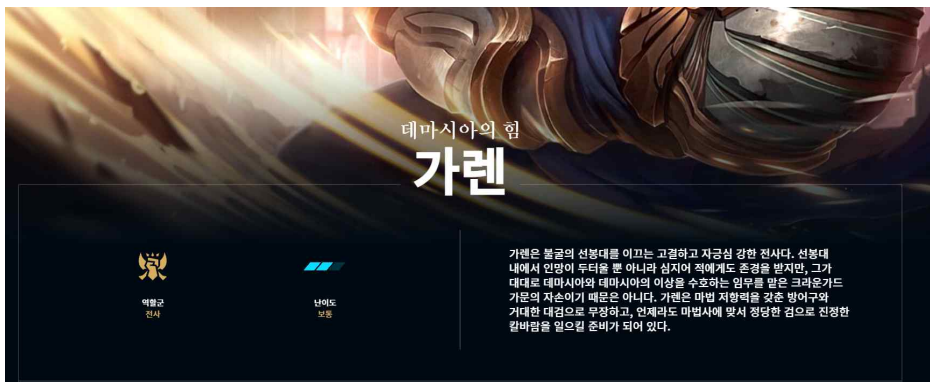 데마시아의 힘
가렌
역할군
전사
난이도
보통
가렌은 불굴의 선봉대를 이끄는 고결하고 자긍심 강한 전사다. 선봉대
내에서 인망이 두터울 뿐 아니라 심지어 적에게도 존경을 받지만, 그가
대대로 데마시아와 데마시아의 이상을 수호하는 임무를 맡은 크라운가드
가문의 자손이기 때문은 아니다. 가렌은 마법 저항력을 갖춘 방어구와
거대한 대검으로 무장하고, 언제라도 마법사에 맞서 정당한 검으로 진정한
칼바람을 일으킬 준비가 되어 있다.